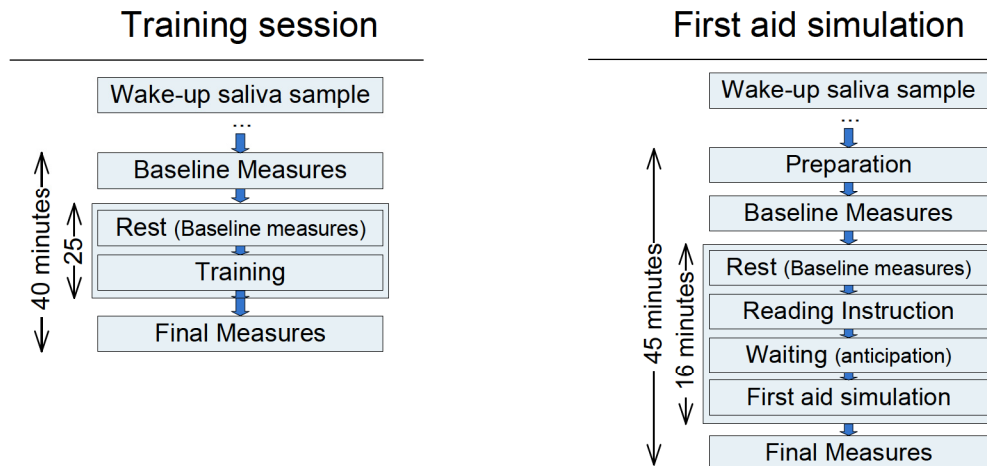 Training session
Wake-up saliva sample
...
Baseline Measures
Rest (Baseline measures)
Training
Final Measures
40 minutes
25
First aid simulation
Wake-up saliva sample
...
Preparation
Baseline Measures
Rest (Baseline measures)
Reading Instruction
Waiting (anticipation)
First aid simulation
Final Measures
45 minutes
16 minutes